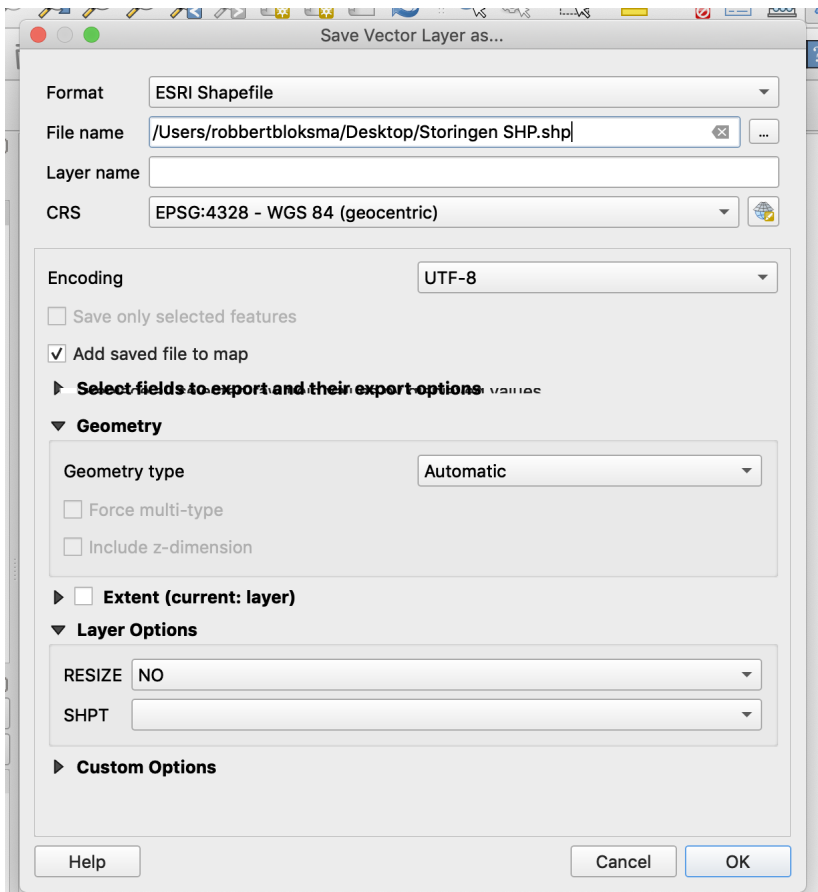 Save Vector Layer as...
Format ESRI Shapefile
File name /Users/robbertbloksma/Desktop/Storingen SHP.shp ...
Layer name
CRS EPSG:4328 - WGS 84 (geocentric)
Encoding UTF-8
Save only selected features
Add saved file to map
Select fields to export and their export options values
Geometry
Geometry type Automatic
Force multi-type
Include z-dimension
Extent (current: layer)
Layer Options
RESIZE NO
SHPT
Custom Options
Help Cancel OK